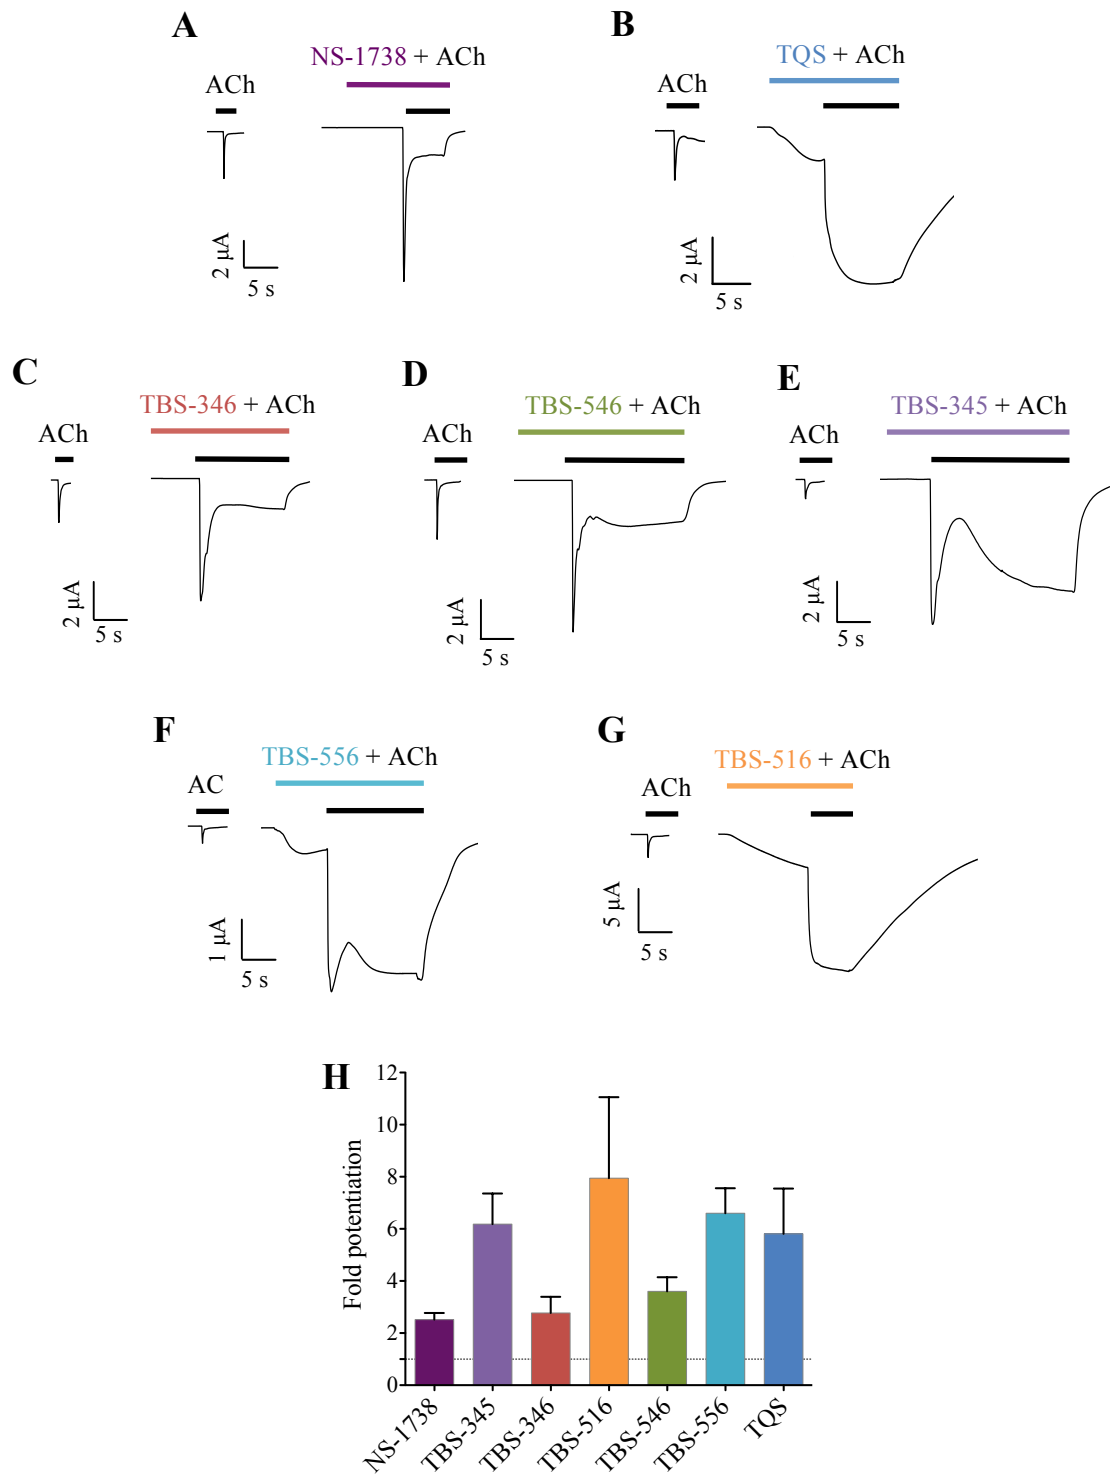 A
NS-1738 + ACh
ACh
2 µA
5 s
B
TQS + ACh
ACh
2 µA
5 s
C
TBS-346 + ACh
ACh
2 µA
5 s
D
TBS-546 + ACh
ACh
2 µA
5 s
E
TBS-345 + ACh
ACh
2 µA
5 s
F
TBS-556 + ACh
AC
1 µA
5 s
G
TBS-516 + ACh
ACh
5 µA
5 s
H
Fold potentiation
12
10
8
6
4
2
0
NS-1738
TBS-345
TBS-346
TBS-516
TBS-546
TBS-556
TQS